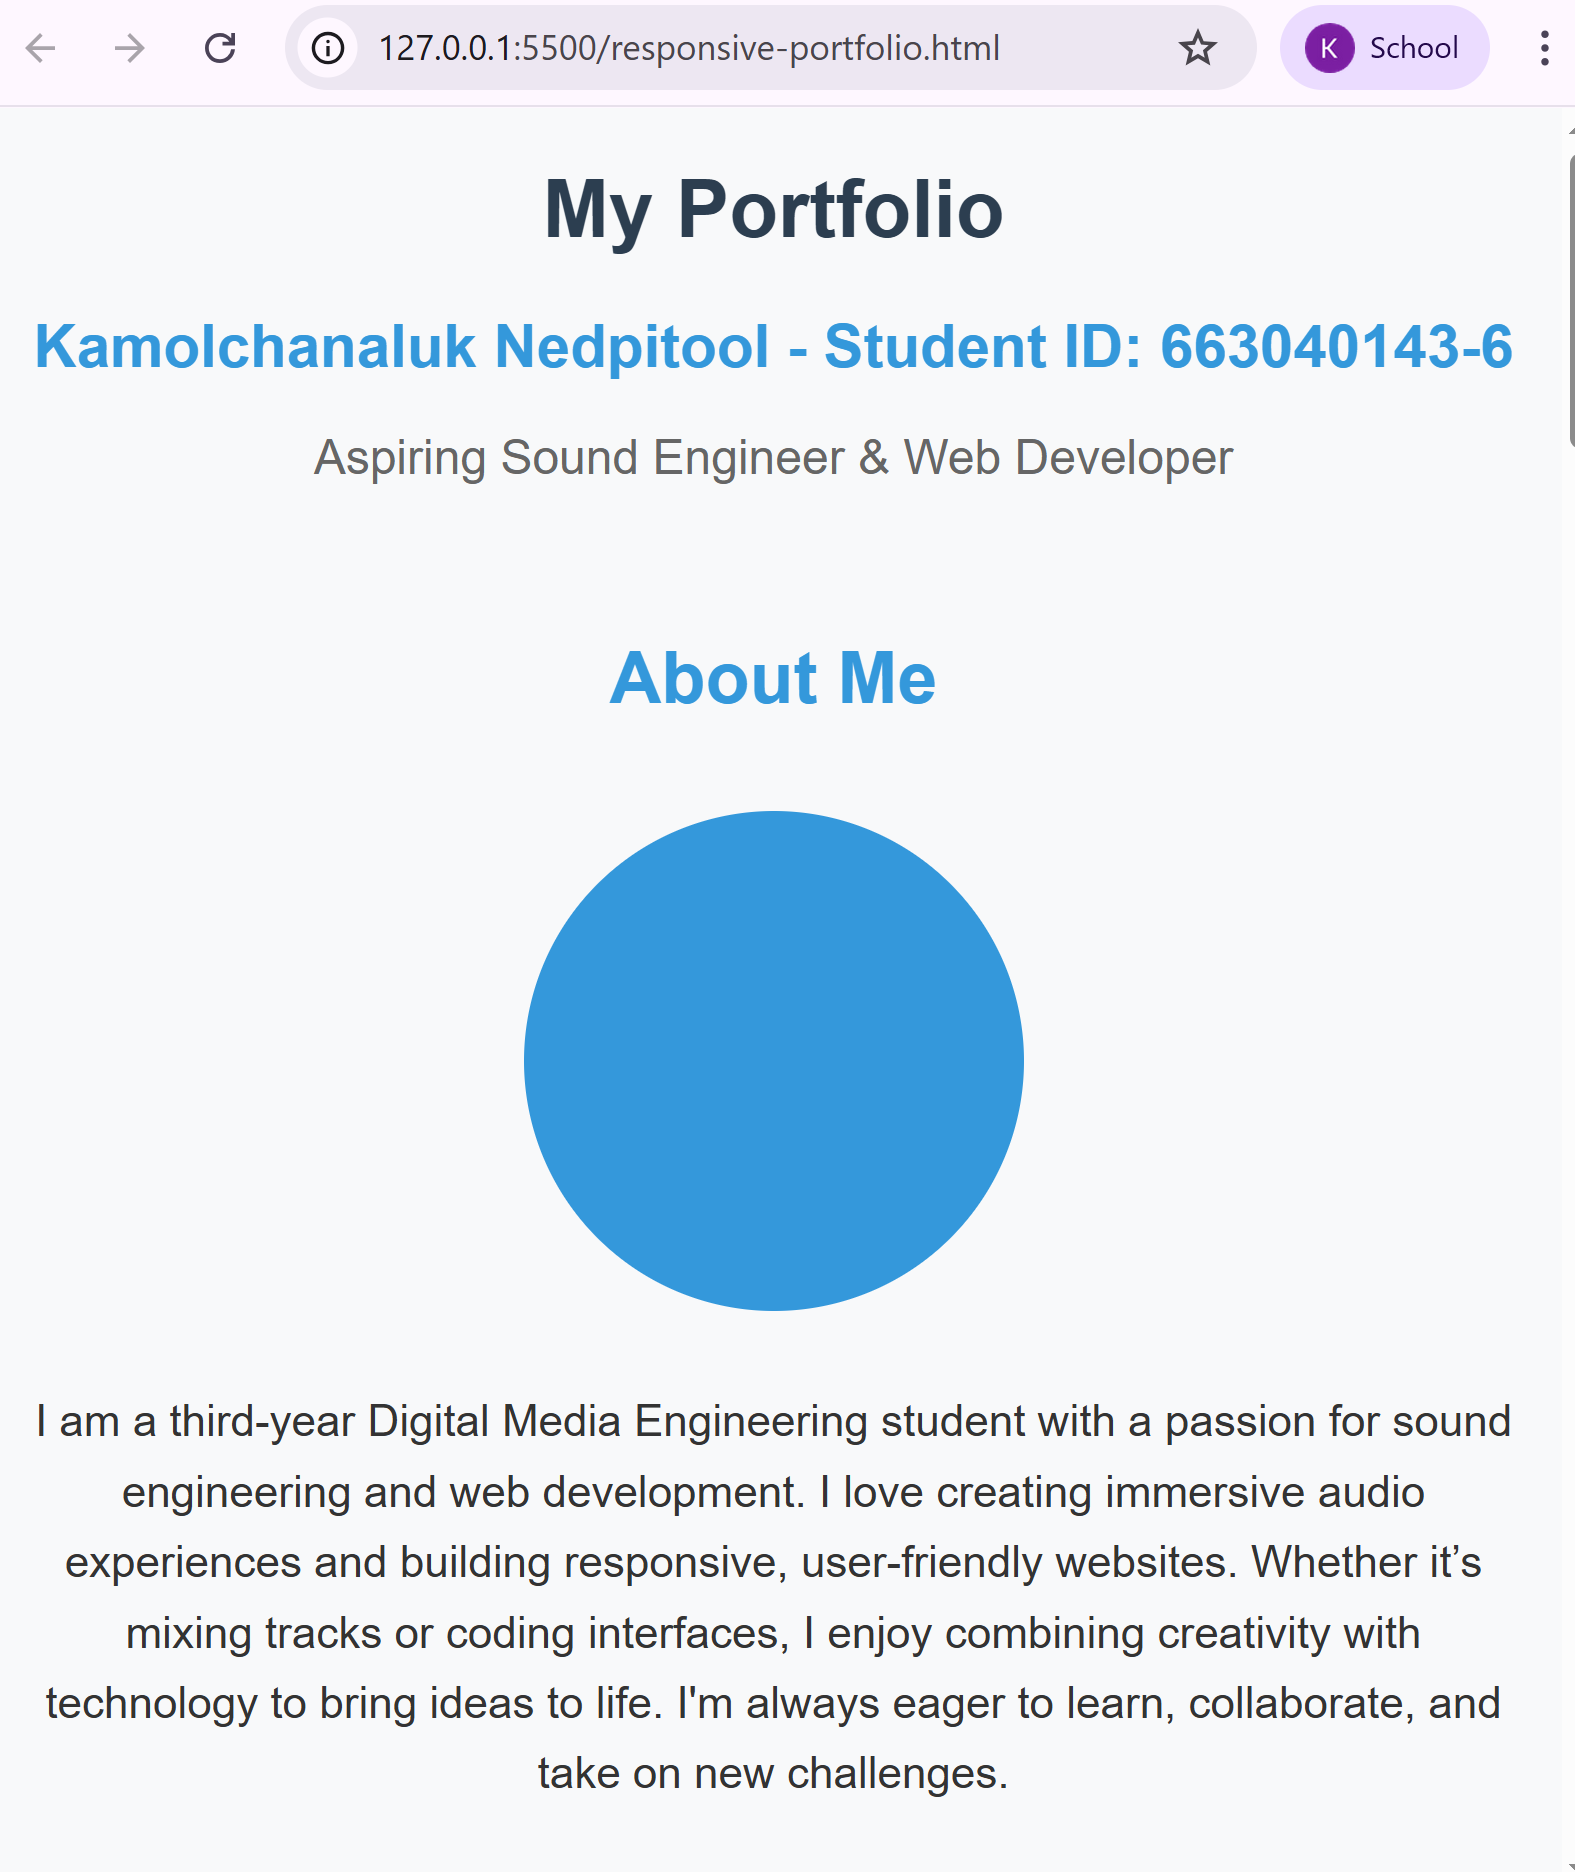 127.0.0.1:5500/responsive-portfolio.html
K School
My Portfolio
Kamolchanaluk Nedpitool - Student ID: 663040143-6
Aspiring Sound Engineer & Web Developer
About Me
I am a third-year Digital Media Engineering student with a passion for sound
engineering and web development. I love creating immersive audio
experiences and building responsive, user-friendly websites. Whether it’s
mixing tracks or coding interfaces, I enjoy combining creativity with
technology to bring ideas to life. I'm always eager to learn, collaborate, and
take on new challenges.